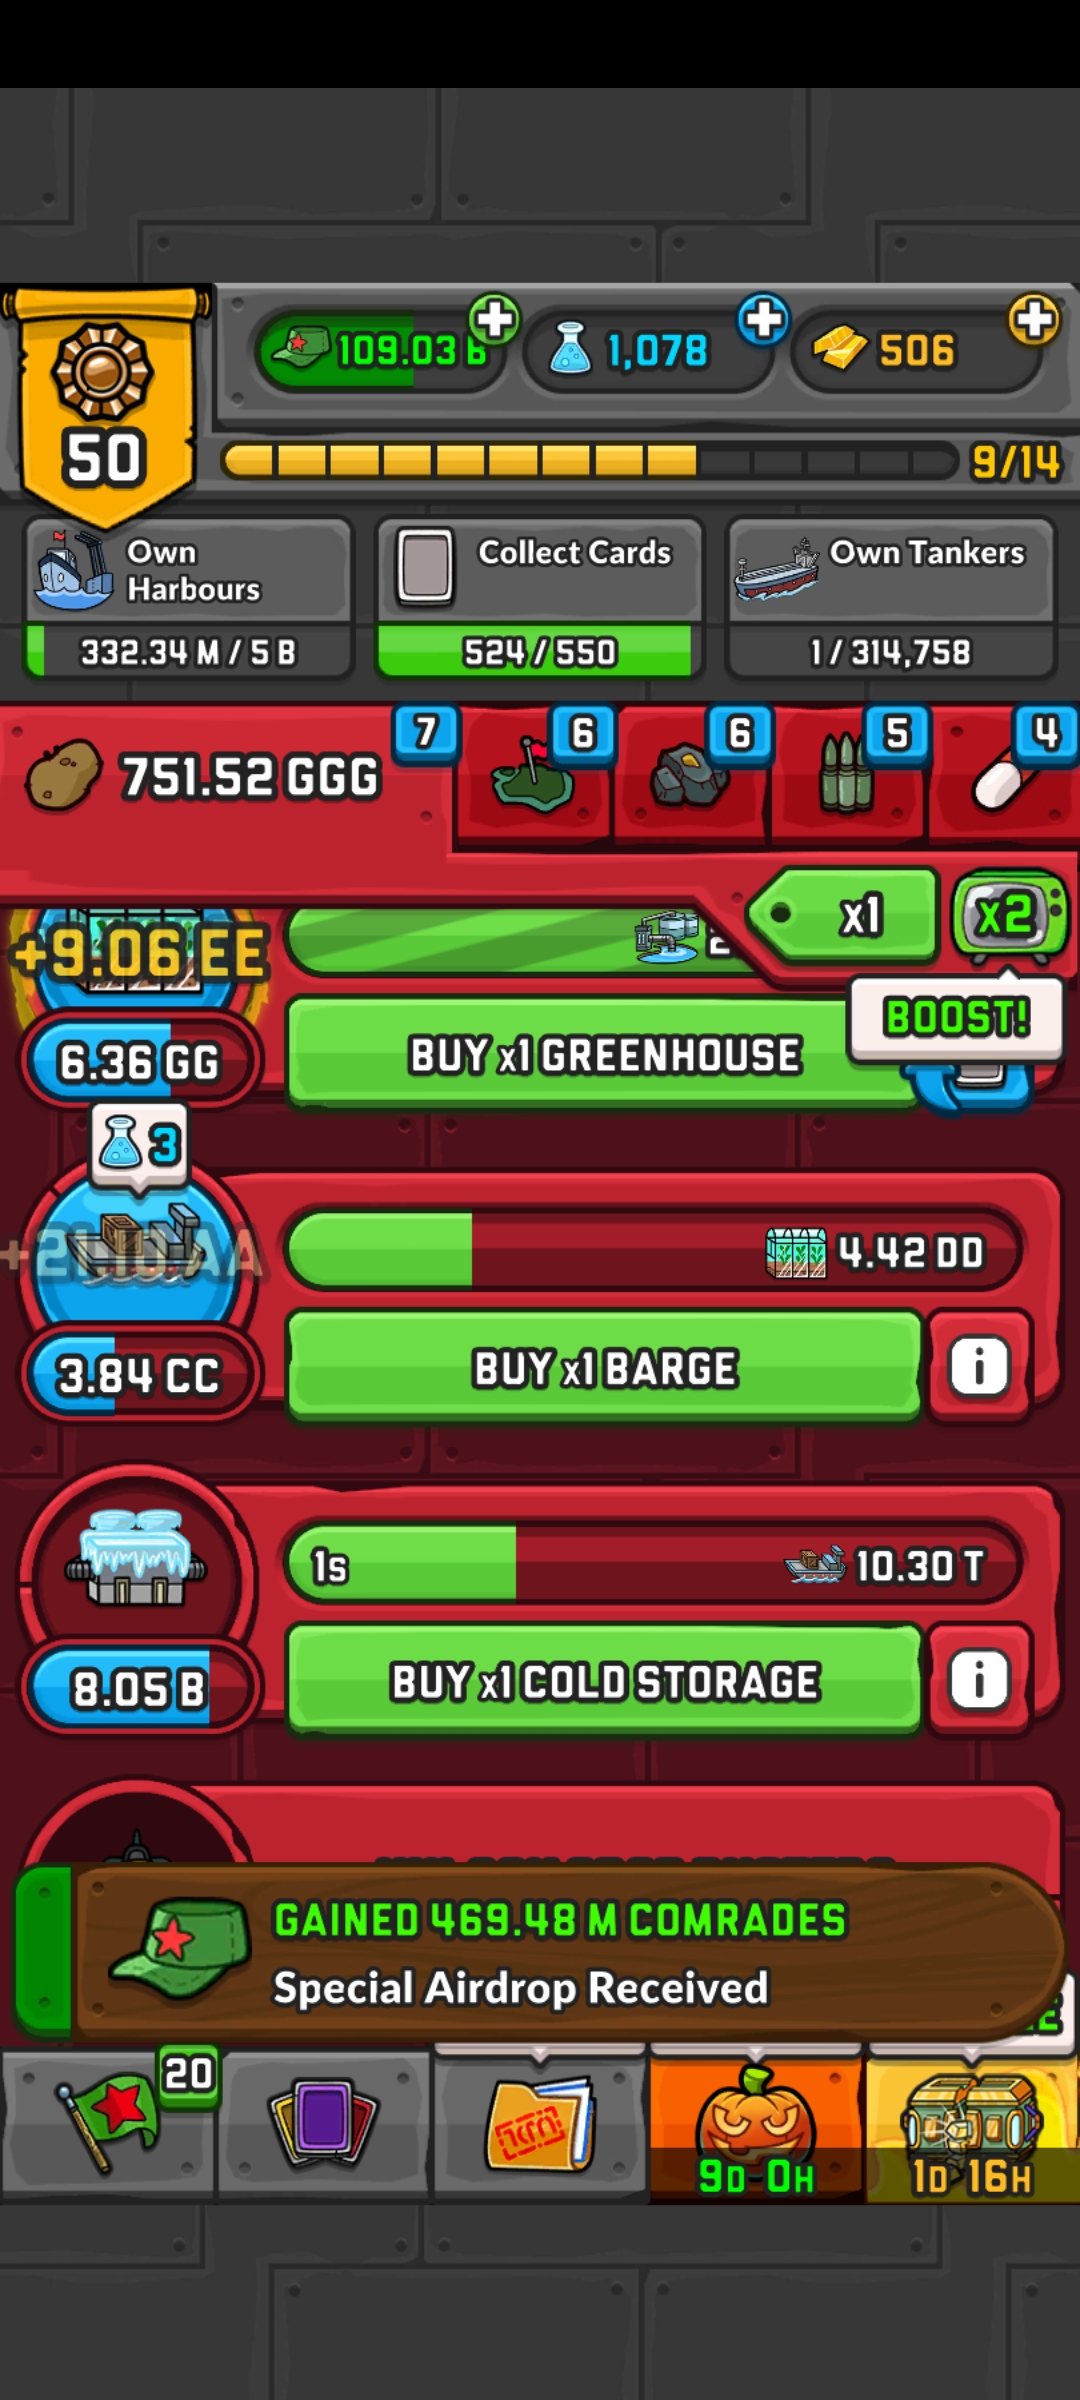 109.03 B
1,078
506
50
9/14
Own
Harbours
332.34 M / 5 B
Collect Cards
524 / 550
Own Tankers
1 / 314,758
751.52 GGG
7
6
6
5
4
x1
x2
+9.06 EE
BOOST!
6.36 GG
BUY x1 GREENHOUSE
3
4.42 DD
3.84 CC
BUY x1 BARGE
i
1s
10.30 T
8.05 B
BUY x1 COLD STORAGE
i
GAINED 469.48 M COMRADES
Special Airdrop Received
20
9D 0H
1D 16H